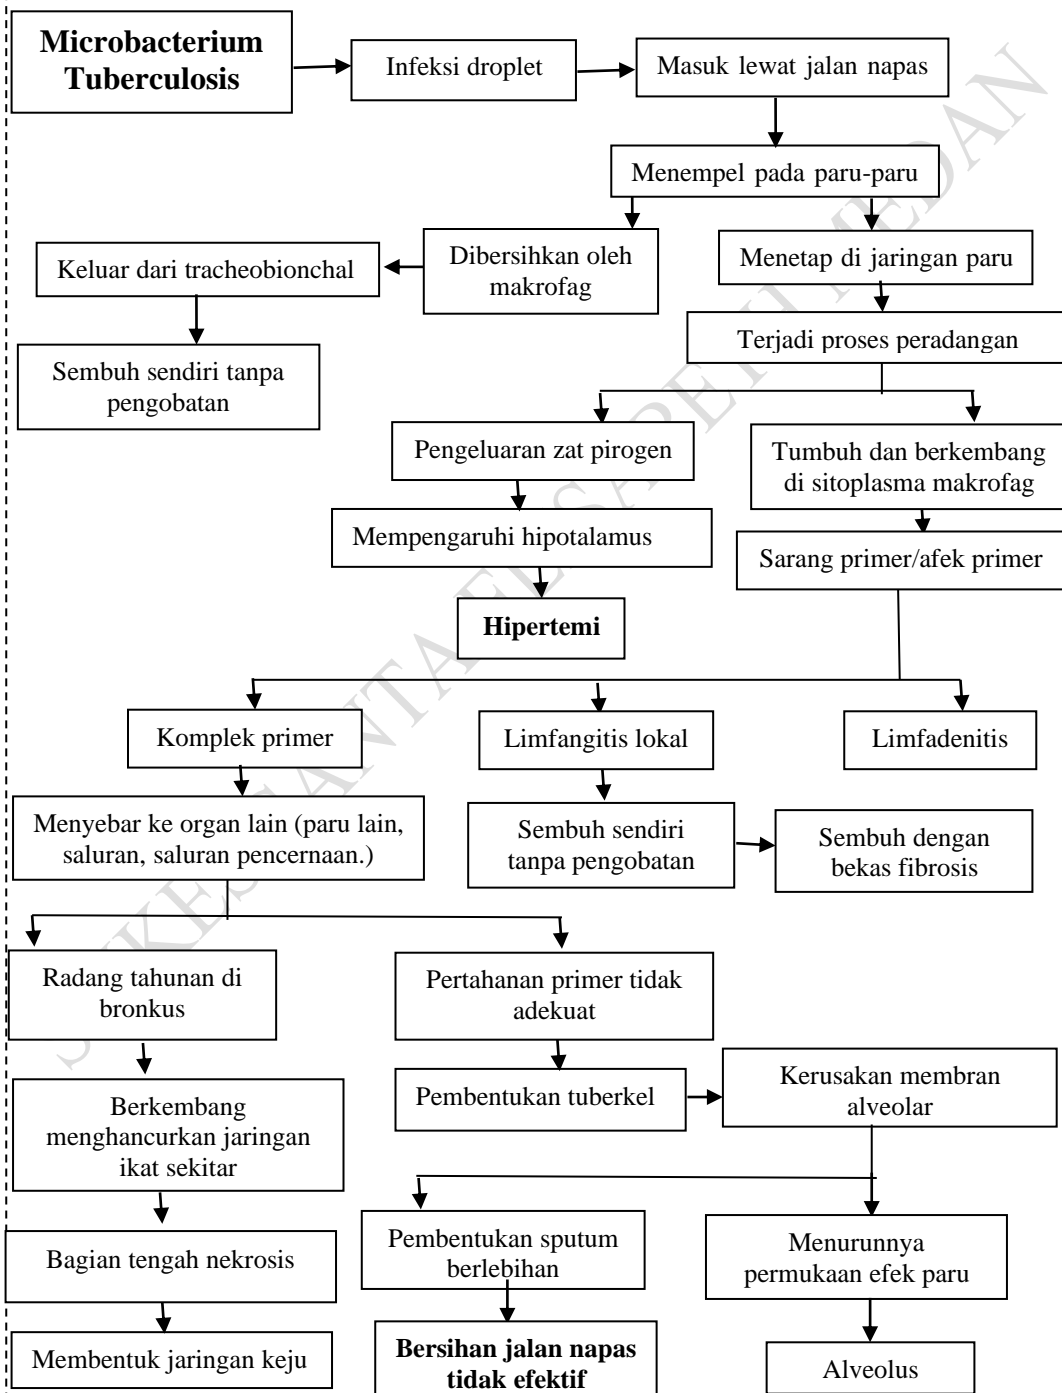 Microbacterium
Tuberculosis
Infeksi droplet
Masuk lewat jalan napas
Menempel pada paru-paru
Dibersihkan oleh
makrofag
Keluar dari tracheobionchal
Menetap di jaringan paru
Sembuh sendiri tanpa
pengobatan
Terjadi proses peradangan
Pengeluaran zat pirogen
Tumbuh dan berkembang
di sitoplasma makrofag
Mempengaruhi hipotalamus
Sarang primer/afek primer
Hipertemi
Komplek primer
Limfangitis lokal
Limfadenitis
Menyebar ke organ lain (paru lain,
saluran, saluran pencernaan.)
Sembuh sendiri
tanpa pengobatan
Sembuh dengan
bekas fibrosis
Radang tahunan di
bronkus
Pertahanan primer tidak
adekuat
Berkembang
menghancurkan jaringan
ikat sekitar
Pembentukan tuberkel
Kerusakan membran
alveolar
Bagian tengah nekrosis
Pembentukan sputum
berlebihan
Menurunnya
permukaan efek paru
Membentuk jaringan keju
Bersihan jalan napas
tidak efektif
Alveolus